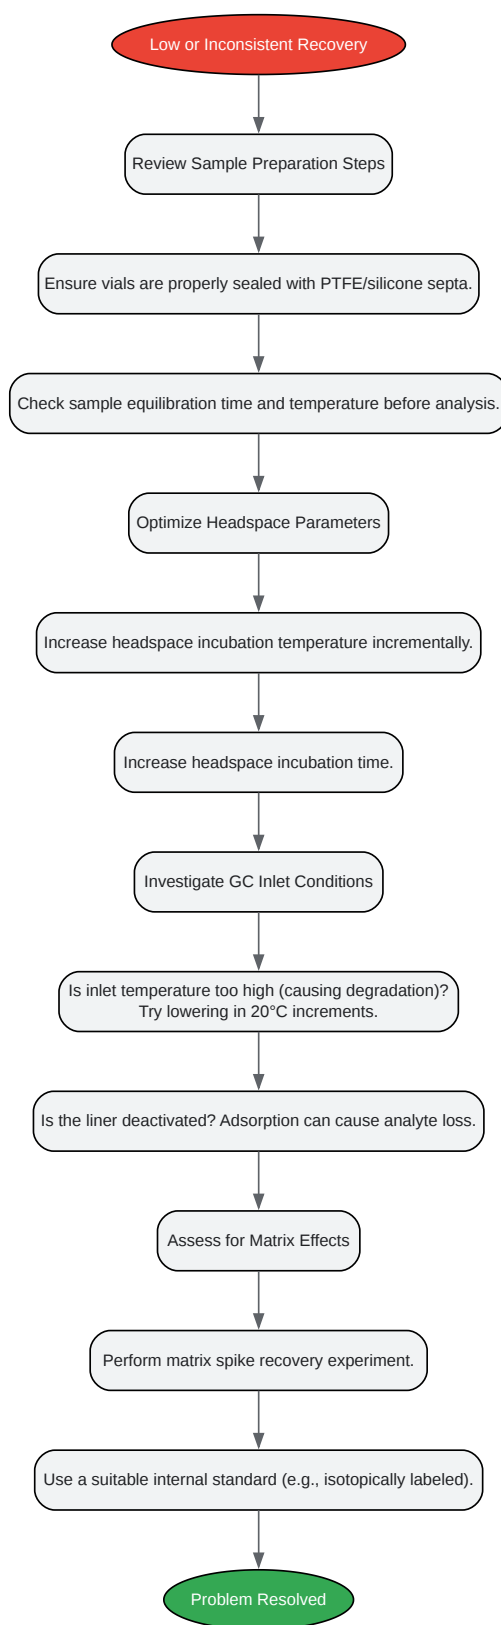 Low or Inconsistent Recovery
Review Sample Preparation Steps
Ensure vials are properly sealed with PTFE/silicone septa.
Check sample equilibration time and temperature before analysis.
Optimize Headspace Parameters
Increase headspace incubation temperature incrementally.
Increase headspace incubation time.
Investigate GC Inlet Conditions
Is inlet temperature too high (causing degradation)?
Try lowering in 20°C increments.
Is the liner deactivated? Adsorption can cause analyte loss.
Assess for Matrix Effects
Perform matrix spike recovery experiment.
Use a suitable internal standard (e.g., isotopically labeled).
Problem Resolved